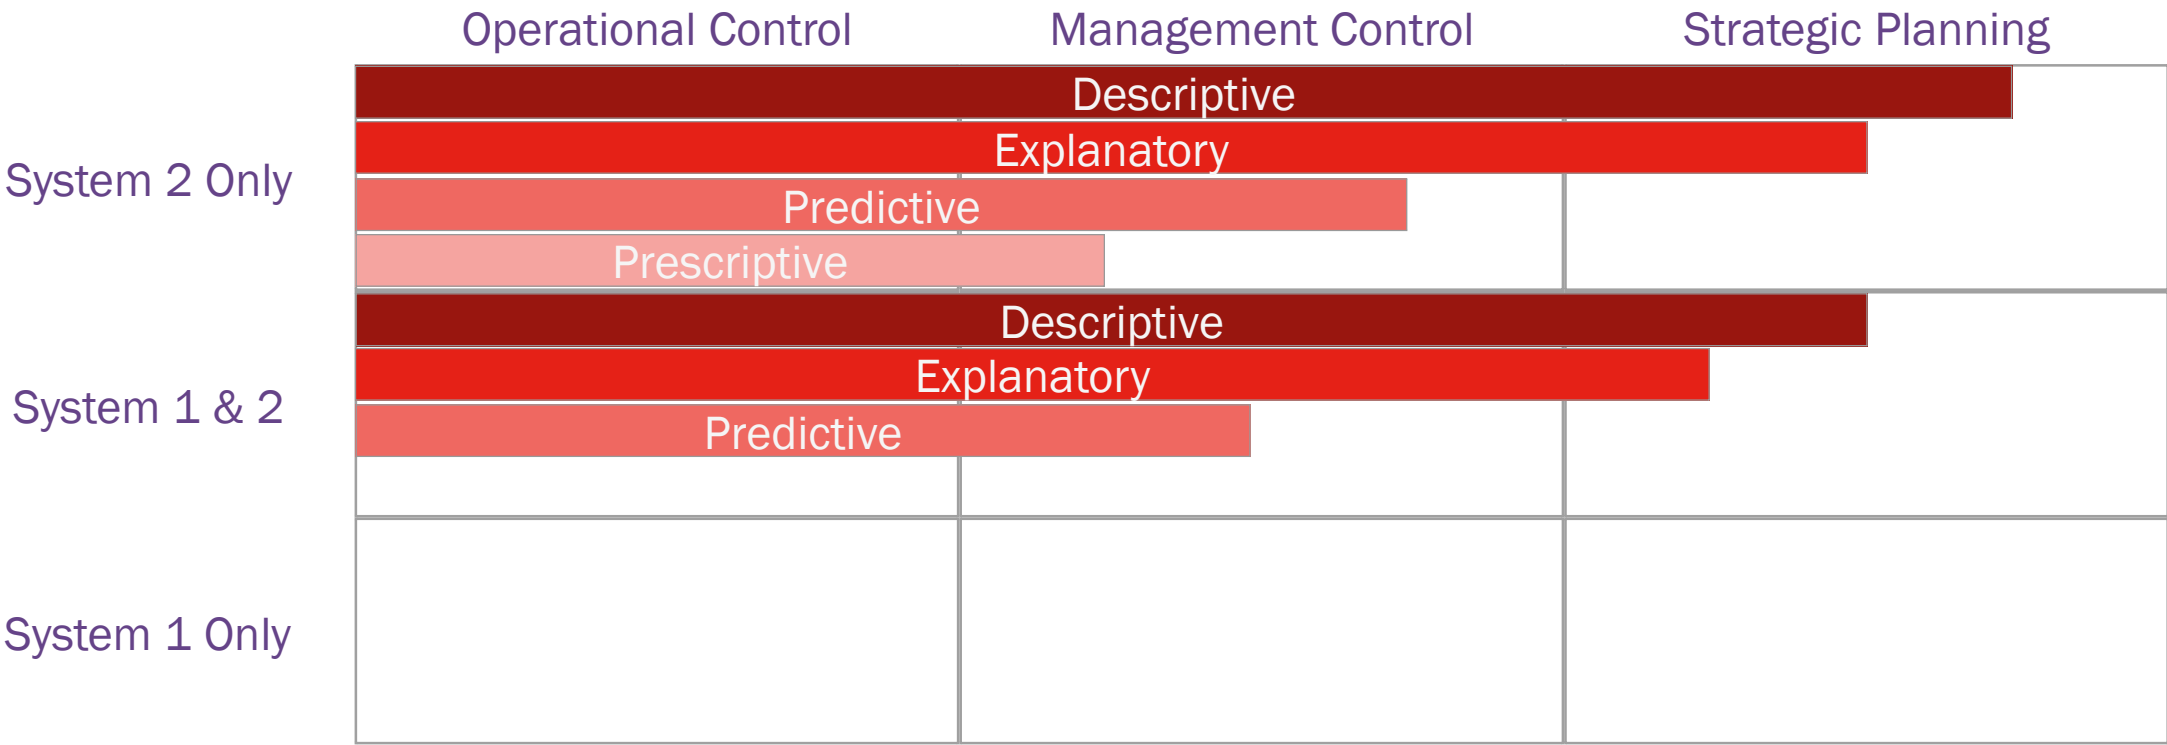 Operational Control
Management Control
Strategic Planning
System 2 Only
Descriptive
Explanatory
Predictive
Prescriptive
System 1 & 2
Descriptive
Explanatory
Predictive
System 1 Only